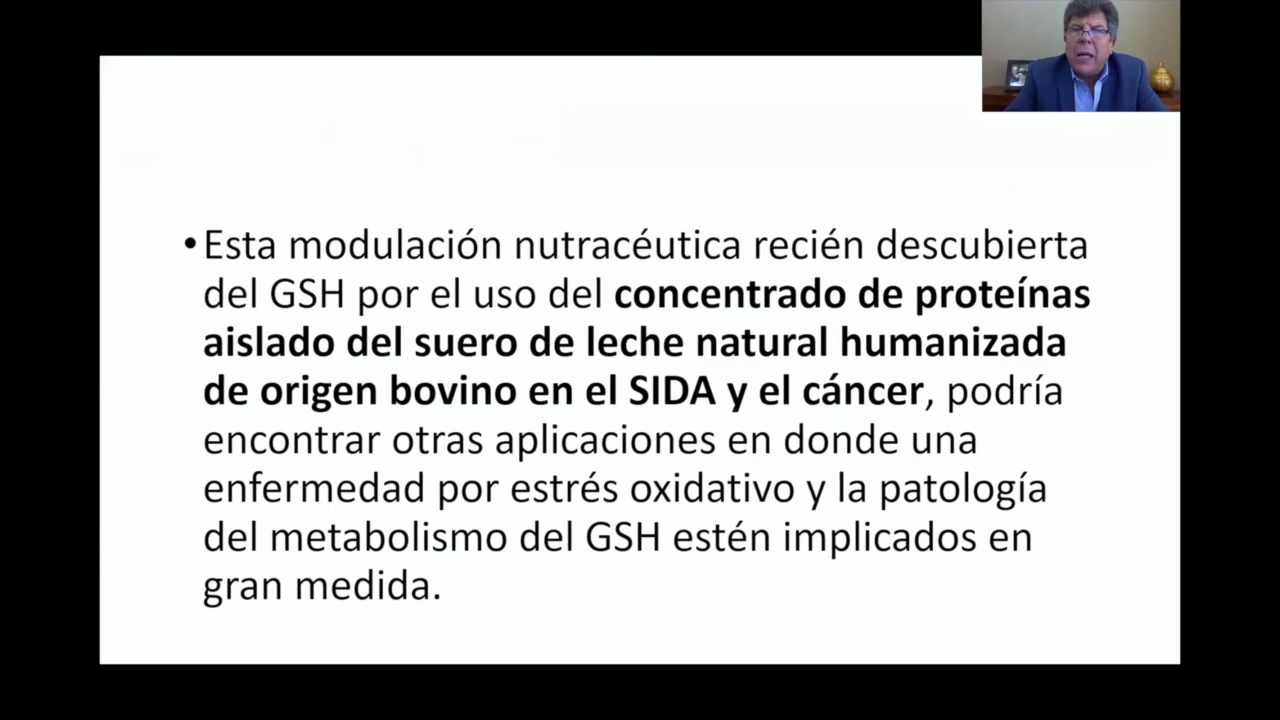 •Esta modulación nutracéutica recién descubierta
del GSH por el uso del concentrado de proteínas
aislado del suero de leche natural humanizada
de origen bovino en el SIDA y el cáncer, podría
encontrar otras aplicaciones en donde una
enfermedad por estrés oxidativo y la patología
del metabolismo del GSH estén implicados en
gran medida.